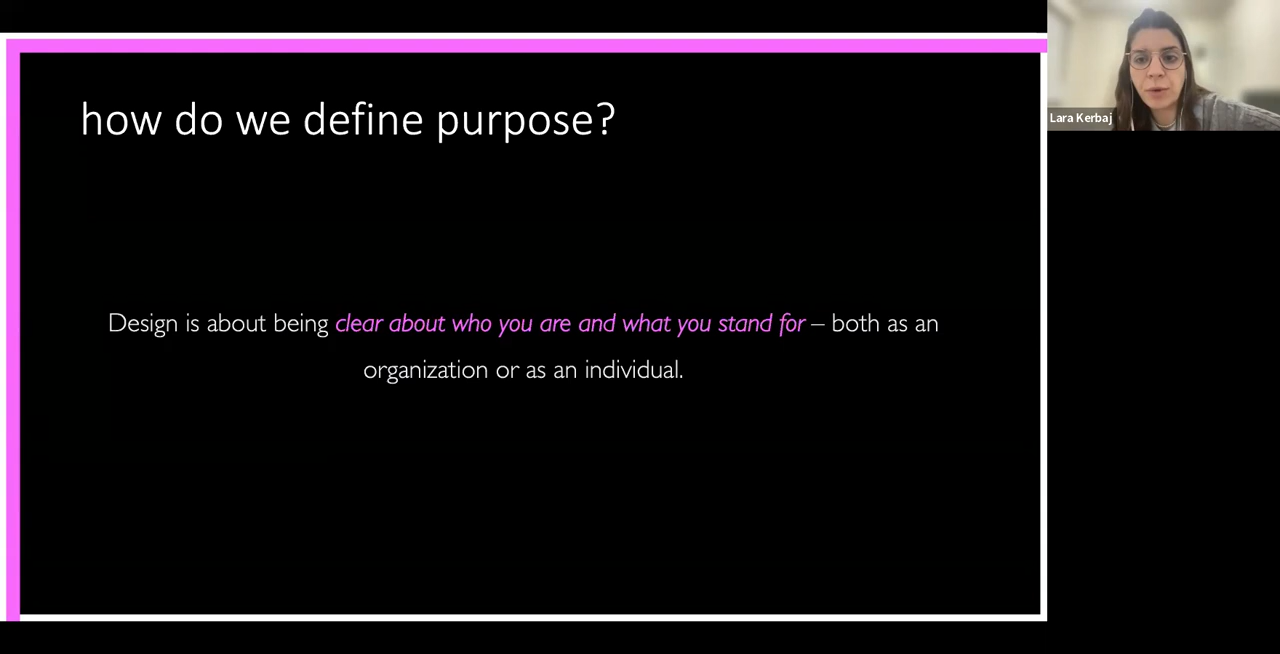 how do we define purpose?
Lara Kerbaj
Design is about being clear about who you are and what you stand for – both as an
organization or as an individual.